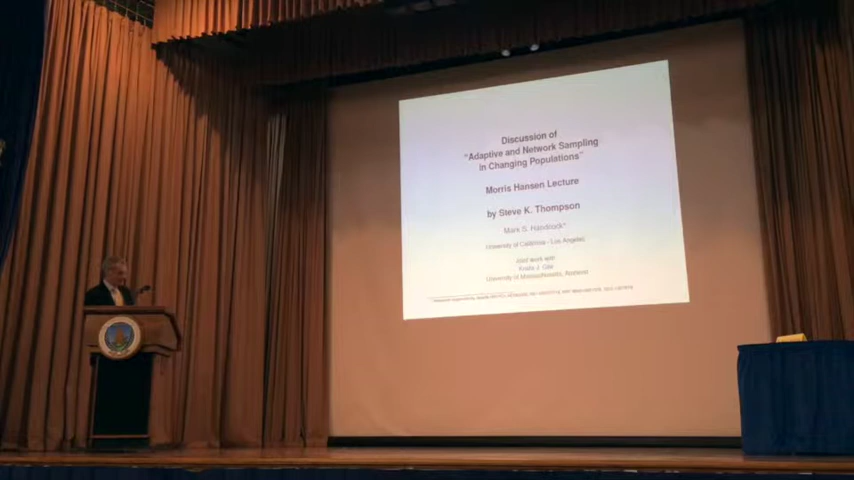 Discussion of
"Adaptive and Network Sampling
in Changing Populations"
Morris Hansen Lecture
by Steve K. Thompson
Mark S. Handcock*
University of California - Los Angeles
Joint work with
Krista J. Gile
University of Massachusetts, Amherst